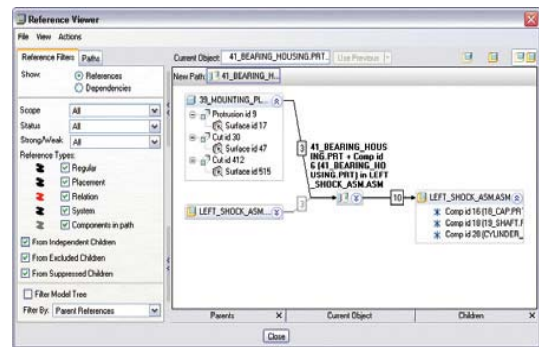 Reference Viewer
File View Actions
Reference Filters Paths
Current Object: 41_BEARING_HOUSING.PRT Use Previous
Show: References
Dependencies
New Path: 41_BEARING_H...
Scope All
Status All
Strong/Weak All
Reference Types:
Regular
Placement
Relation
System
Components in path
From Independent Children
From Excluded Children
From Suppressed Children
Filter Model Tree
Filter By: Parent References
39_MOUNTING_PL...
Protrusion id 9
Surface id 17
Cut id 30
Surface id 47
Cut id 412
Surface id 515
LEFT_SHOCK_ASM...
3
3
41_BEARING_HOUS
ING.PRT + Comp id
6 (41_BEARING_HO
USING.PRT) in LEFT
_SHOCK_ASM.ASM
10
LEFT_SHOCK_ASM.ASM
Comp id 16 (18_CAP.PR
Comp id 18 (19_SHAFT.F
Comp id 28 (CYLINDER_
Parents X Current Object Children X
Close